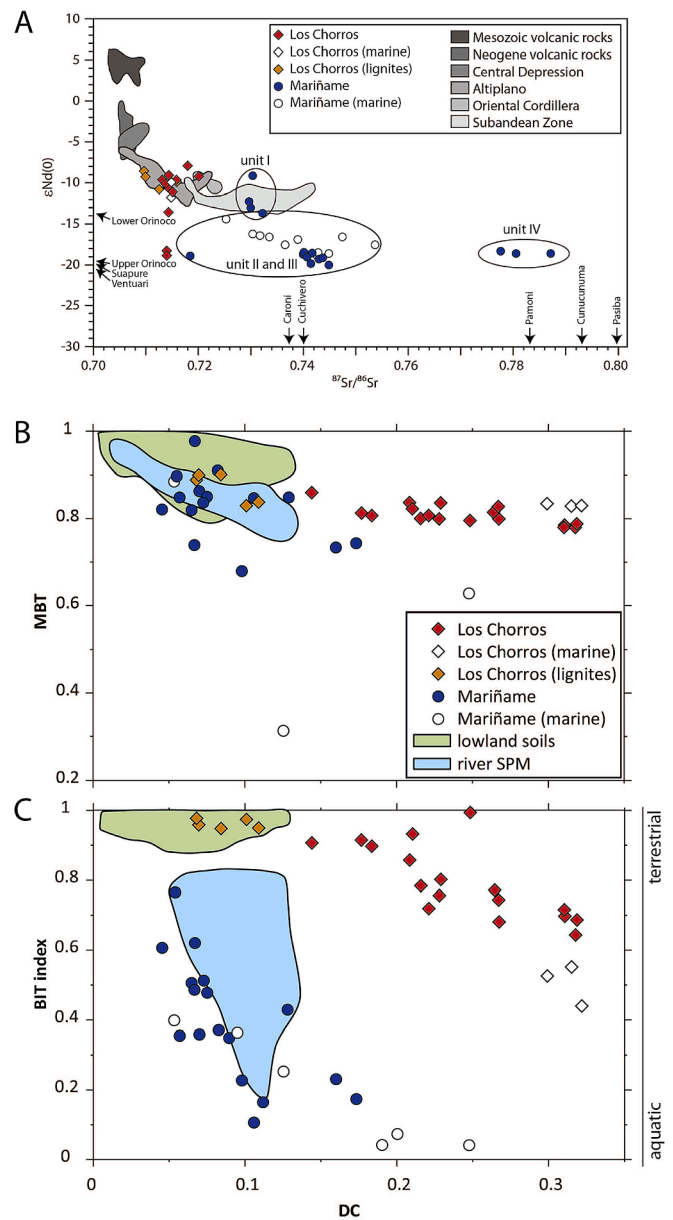 A
10
5
0
-5
-10
-15
-20
-25
-30
εNd(0)
Los Chorros
Los Chorros (marine)
Los Chorros (lignites)
Mariñame
Mariñame (marine)
Mesozoic volcanic rocks
Neogene volcanic rocks
Central Depression
Altiplano
Oriental Cordillera
Subandean Zone
unit I
unit II and III
unit IV
Lower Orinoco
Upper Orinoco
Suapure
Ventuari
Caroni
Cuchivero
Pamoni
Cunucunuma
Pasiba
0.70
0.72
0.74
0.76
0.78
0.80
⁸⁷Sr/⁸⁶Sr
B
1
0.8
0.6
0.4
0.2
MBT
Los Chorros
Los Chorros (marine)
Los Chorros (lignites)
Mariñame
Mariñame (marine)
lowland soils
river SPM
C
1
0.8
0.6
0.4
0.2
0
BIT index
terrestrial
aquatic
0
0.1
0.2
0.3
DC